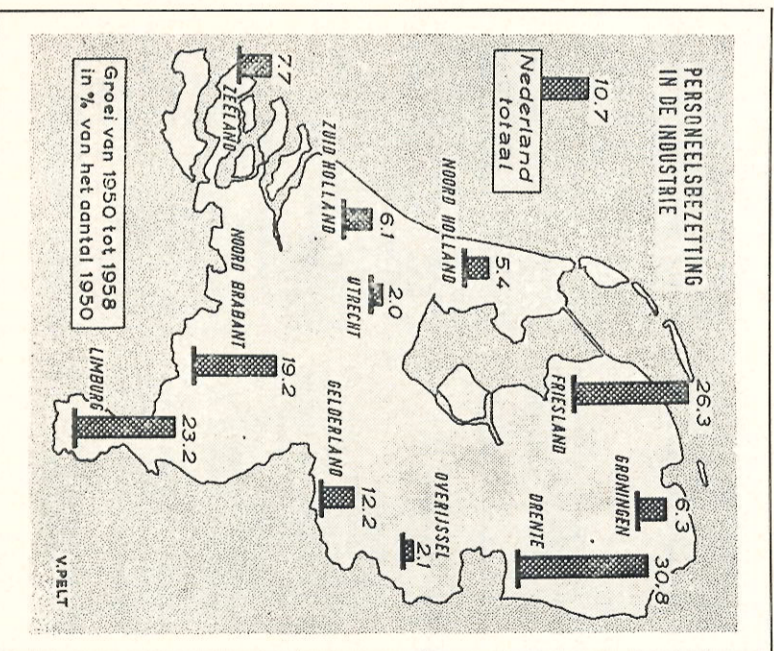 PERSONEELSBEZETTING
IN DE INDUSTRIE
10.7
Nederland
totaal
26.3
FRIESLAND
6.3
GRONINGEN
30.8
DRENTE
5.4
NOORD HOLLAND
2.1
OVERIJSSEL
6.1
ZUID HOLLAND
2.0
UTRECHT
12.2
GELDERLAND
7.7
ZEELAND
19.2
NOORD BRABANT
23.2
LIMBURG
Groei van 1950 tot 1958
in % van het aantal 1950
V.PELT